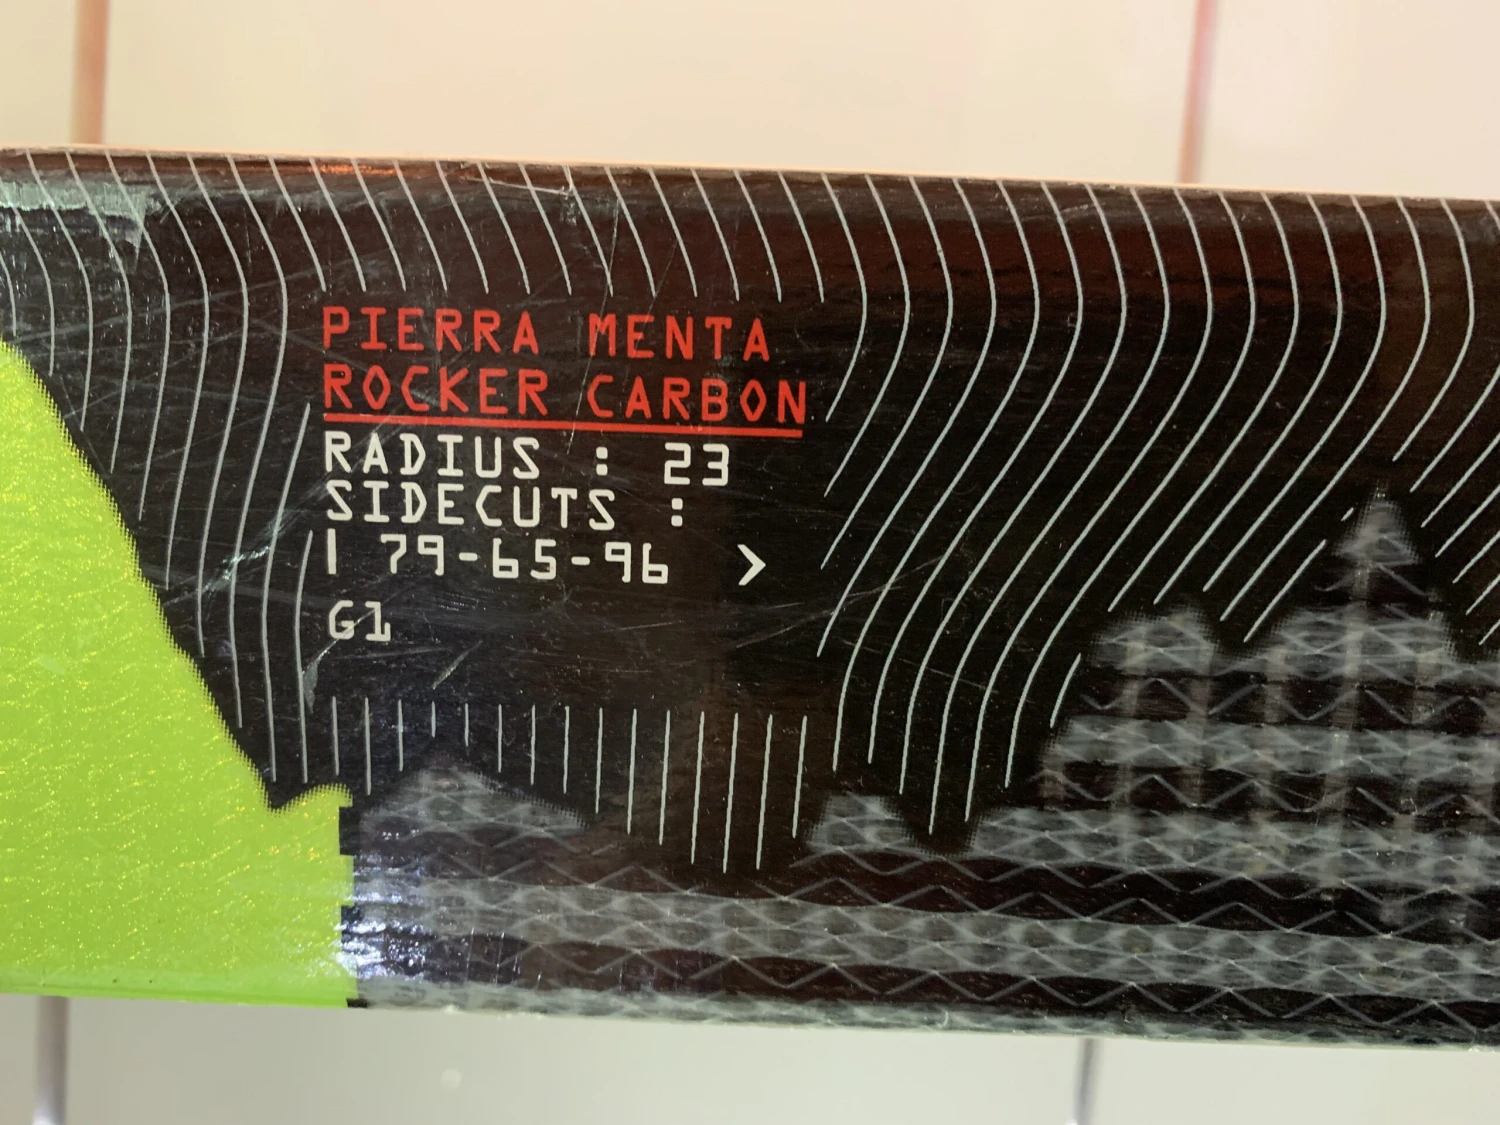 PIERRA MENTA
ROCKER CARBON
RADIUS : 23
SIDECUTS :
| 79-65-96 >
G1